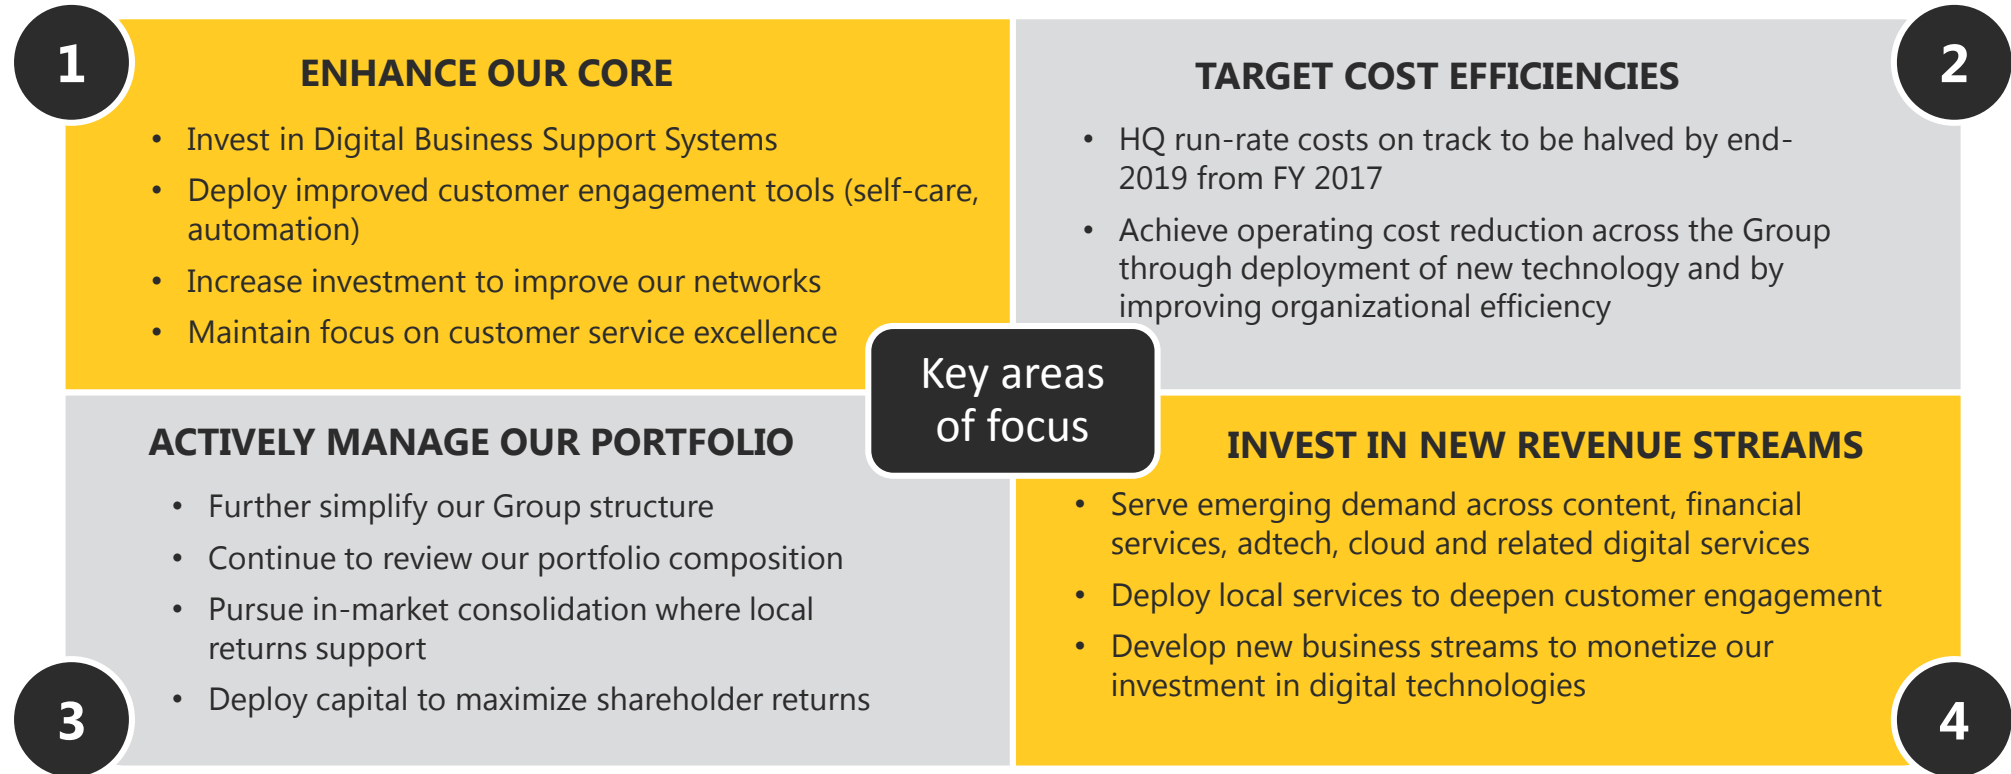 1
ENHANCE OUR CORE
• Invest in Digital Business Support Systems
• Deploy improved customer engagement tools (self-care,
automation)
• Increase investment to improve our networks
• Maintain focus on customer service excellence
2
TARGET COST EFFICIENCIES
• HQ run-rate costs on track to be halved by end-
2019 from FY 2017
• Achieve operating cost reduction across the Group
through deployment of new technology and by
improving organizational efficiency
Key areas
of focus
3
ACTIVELY MANAGE OUR PORTFOLIO
• Further simplify our Group structure
• Continue to review our portfolio composition
• Pursue in-market consolidation where local
returns support
• Deploy capital to maximize shareholder returns
4
INVEST IN NEW REVENUE STREAMS
• Serve emerging demand across content, financial
services, adtech, cloud and related digital services
• Deploy local services to deepen customer engagement
• Develop new business streams to monetize our
investment in digital technologies